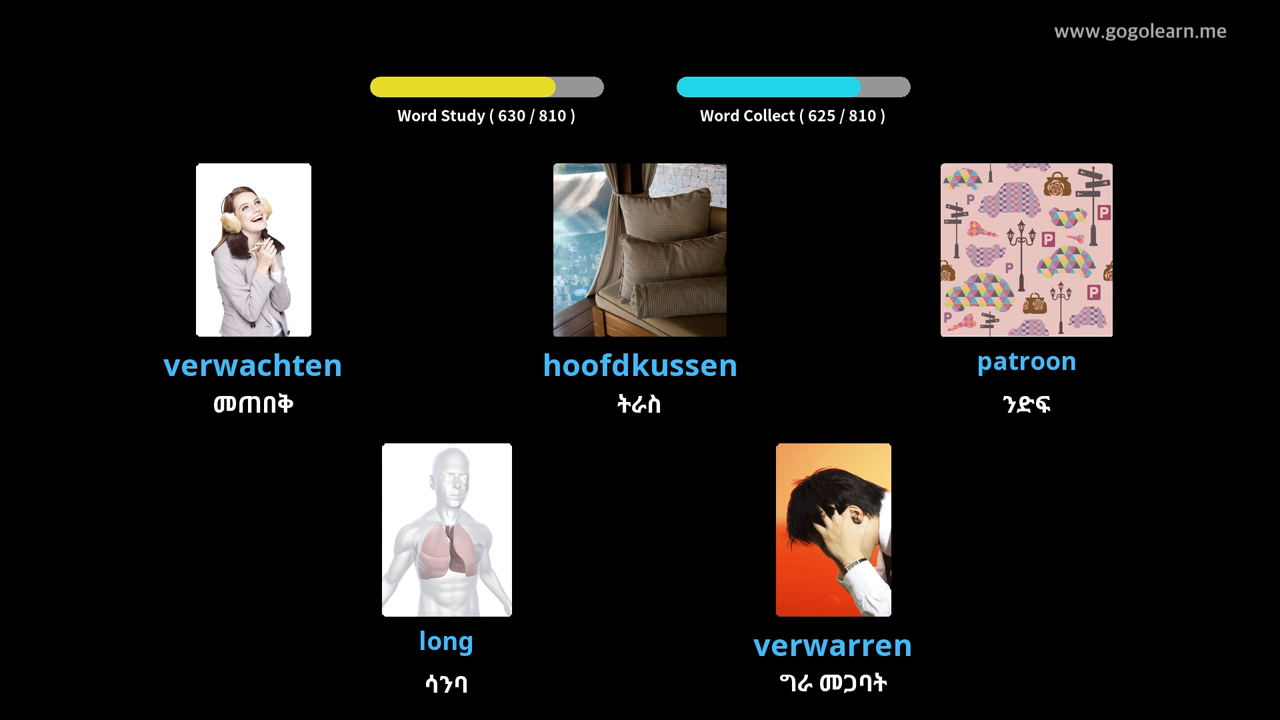 www.gogolearn.me
Word Study ( 630 / 810 )
Word Collect ( 625 / 810 )
verwachten
መጠበቅ
hoofdkussen
ትራስ
patroon
ንድፍ
long
ሳንባ
verwarren
ግራ መጋባት